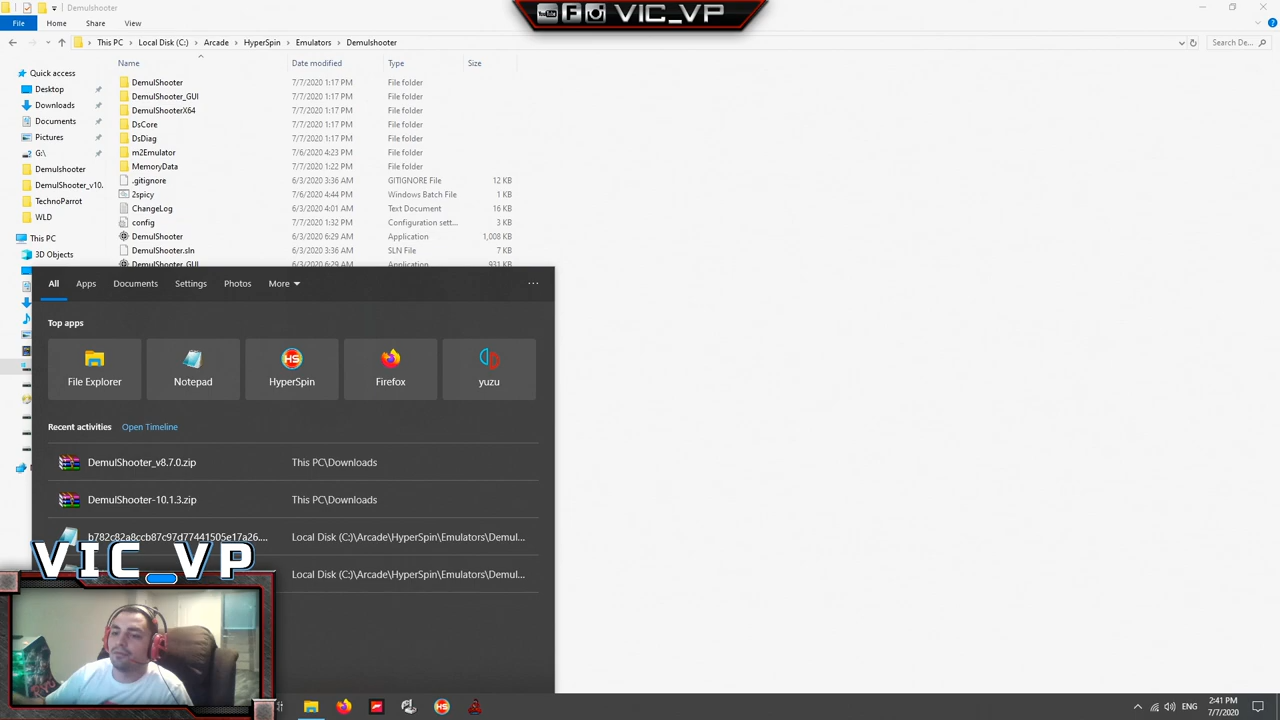 Demulshooter
VIC_VP
File Home Share View
This PC Local Disk (C:) Arcade HyperSpin Emulators Demulshooter
Search De...
Name Date modified Type Size
Quick access
Desktop
Downloads
Documents
Pictures
G:\
Demulshooter
DemulShooter_v10.
TechnoParrot
WLD
This PC
3D Objects
DemulShooter 7/7/2020 1:17 PM File folder
DemulShooter_GUI 7/7/2020 1:17 PM File folder
DemulShooterX64 7/7/2020 1:17 PM File folder
DsCore 7/7/2020 1:17 PM File folder
DsDiag 7/7/2020 1:17 PM File folder
m2Emulator 7/6/2020 4:23 PM File folder
MemoryData 7/7/2020 1:22 PM File folder
.gitignore 6/3/2020 3:36 AM GITIGNORE File 12 KB
2spicy 7/6/2020 4:44 PM Windows Batch File 1 KB
ChangeLog 6/3/2020 4:01 AM Text Document 16 KB
config 7/7/2020 1:32 PM Configuration sett... 3 KB
DemulShooter 6/3/2020 6:29 AM Application 1,008 KB
DemulShooter.sln 6/3/2020 3:36 AM SLN File 7 KB
DemulShooter_GUI 6/3/2020 6:29 AM Application 931 KB
All Apps Documents Settings Photos More
Top apps
File Explorer Notepad HyperSpin Firefox yuzu
Recent activities Open Timeline
DemulShooter_v8.7.0.zip This PC\Downloads
DemulShooter-10.1.3.zip This PC\Downloads
b782c82a8ccb87c97d77441505e17a26.... Local Disk (C:)\Arcade\HyperSpin\Emulators\Demul...
Local Disk (C:)\Arcade\HyperSpin\Emulators\Demul...
VIC_VP
ENG
2:41 PM
7/7/2020